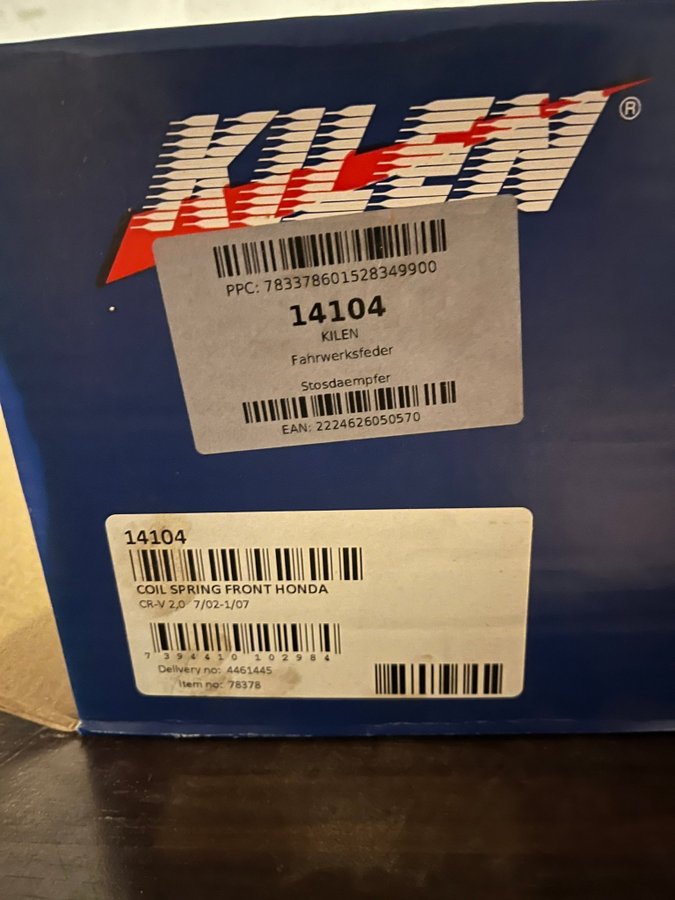 KILEN®
PPC: 783378601528349900
14104
KILEN
Fahrwerksfeder
Stosdaempfer
EAN: 2224626050570
14104
COIL SPRING FRONT HONDA
CR-V 2,0 7/02-1/07
7 394410 102984
Delivery no: 4461445
Item no: 78378